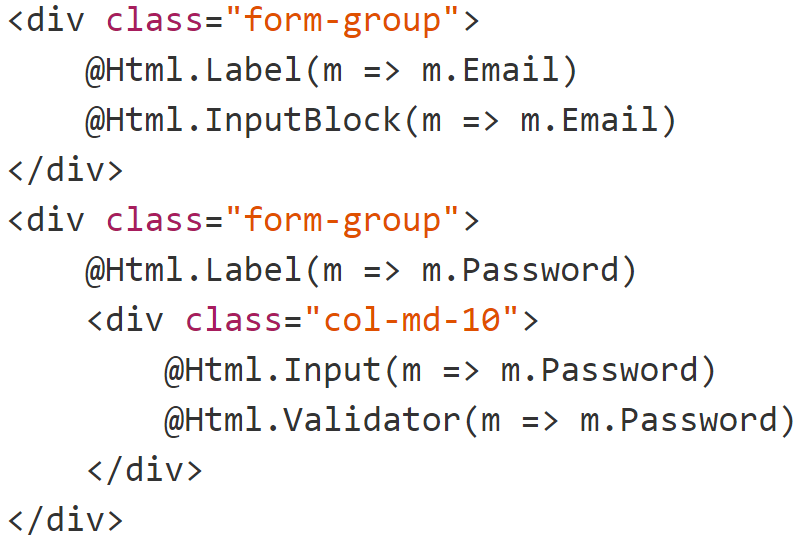 <div class="form-group">
    @Html.Label(m => m.Email)
    @Html.InputBlock(m => m.Email)
</div>
<div class="form-group">
    @Html.Label(m => m.Password)
    <div class="col-md-10">
        @Html.Input(m => m.Password)
        @Html.Validator(m => m.Password)
    </div>
</div>